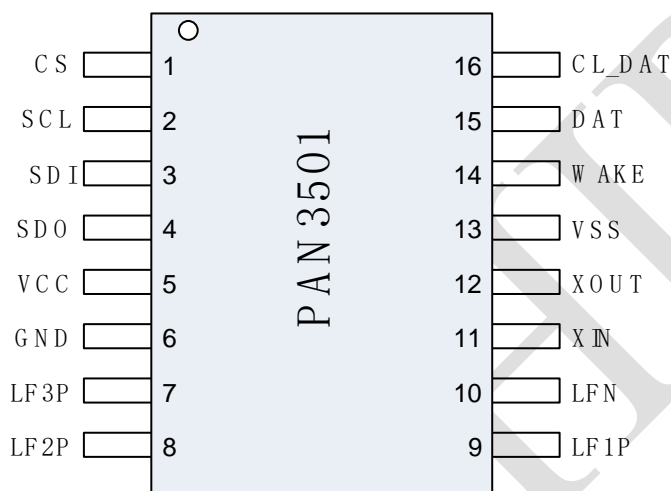 CS 1 16 CL_DAT
SCL 2 15 DAT
SDI 3 14 WAKE
SDO 4 13 VSS
VCC 5 12 XOUT
GND 6 11 XIN
LF3P 7 10 LFN
LF2P 8 9 LF1P
PAN3501